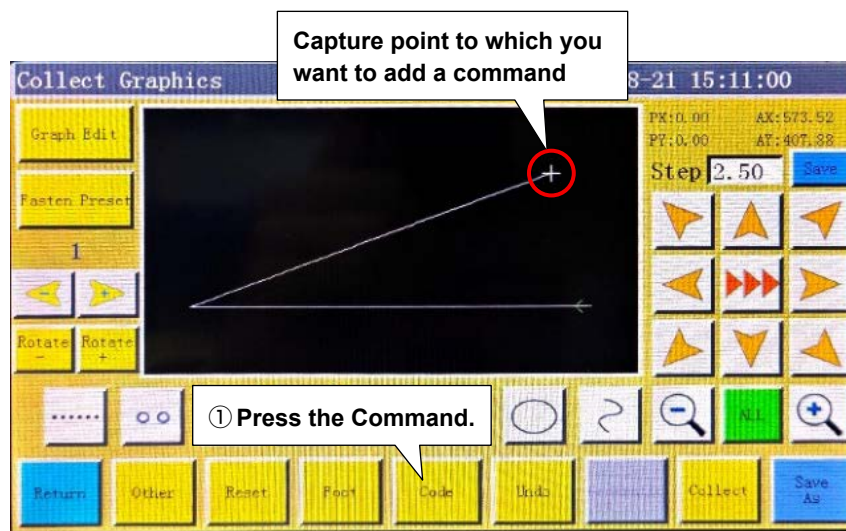 Capture point to which you
want to add a command
Collect Graphics
8-21 15:11:00
Graph Edit
PX:0.00 AX:573.52
PY:0.00 AY:407.88
Step 2.50 Save
Fasten Preset
1
- +
Rotate
-
Rotate
+
① Press the Command.
ALL
Return
Other
Reset
Foot
Code
Undo
Collect
Save
As